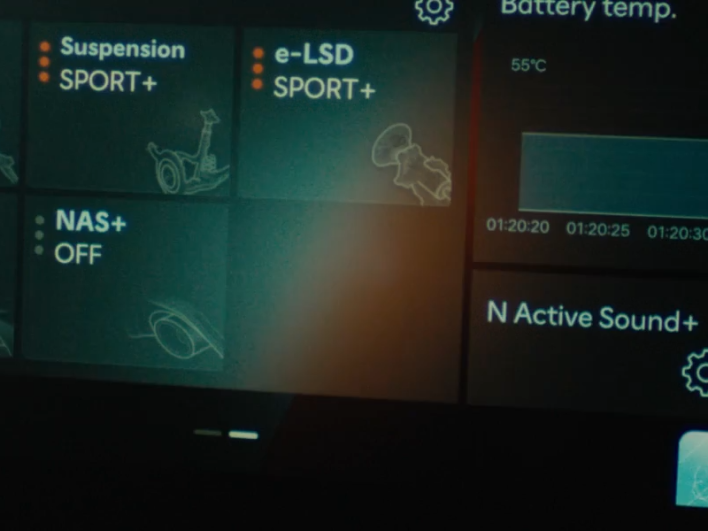 Suspension
SPORT+
e-LSD
SPORT+
NAS+
OFF
Battery temp.
55°C
01:20:20 01:20:25 01:20:30
N Active Sound+